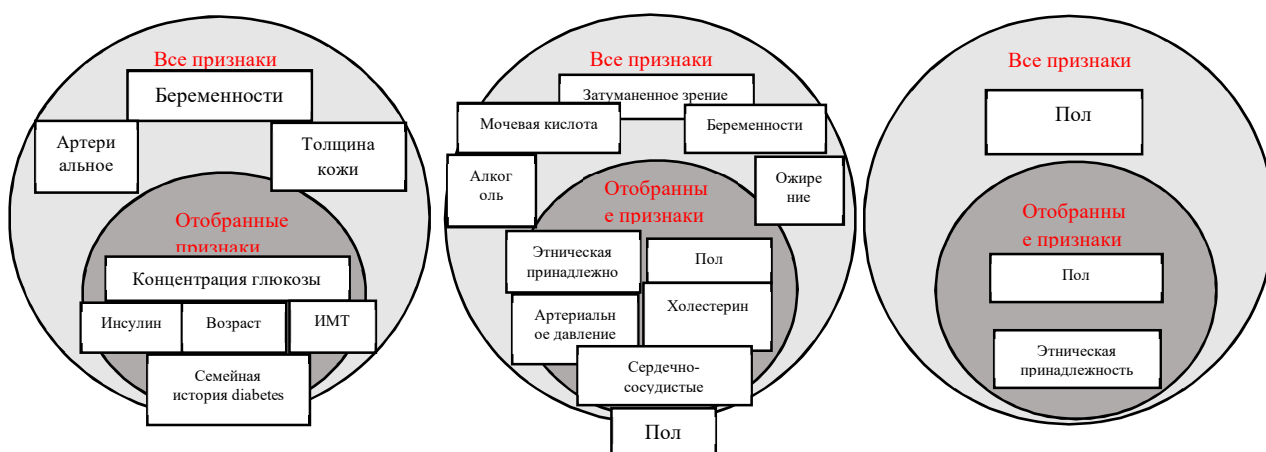 Все признаки
Беременности
Артери
альное
Толщина
кожи
Отобранные
признаки
Концентрация глюкозы
Инсулин
Возраст
ИМТ
Семейная
история diabetes
Все признаки
Затуманенное зрение
Мочевая кислота
Беременности
Алког
оль
Ожире
ние
Отобранны
е признаки
Этническая
принадлежно
Пол
Артериальн
ое давление
Холестерин
Сердечно-
сосудистые
Пол
Все признаки
Пол
Отобранны
е признаки
Пол
Этническая
принадлежность